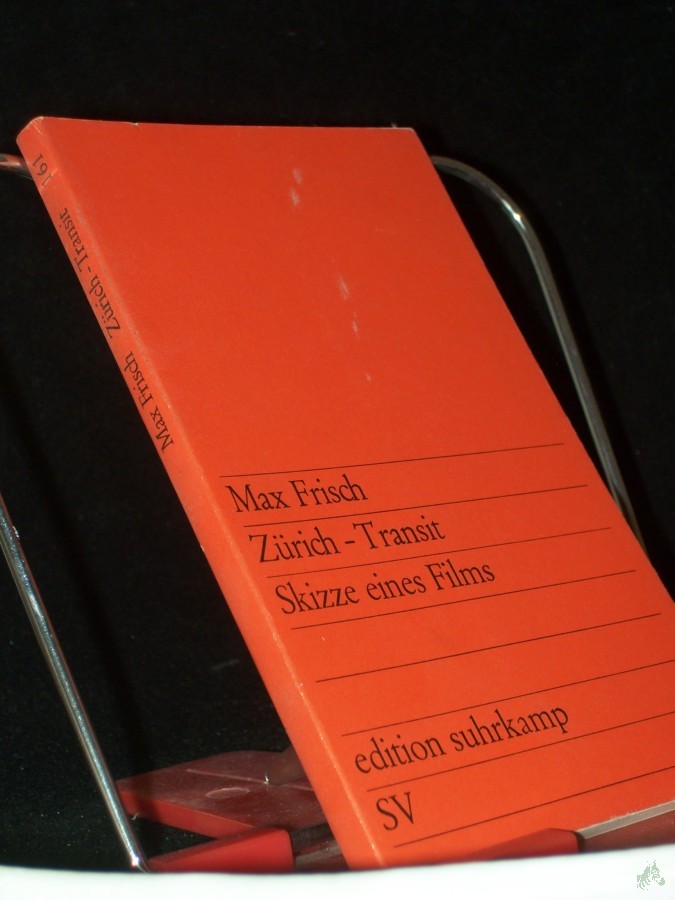 Max Frisch Zürich - Transit 161
Max Frisch
Zürich - Transit
Skizze eines Films
edition suhrkamp
SV